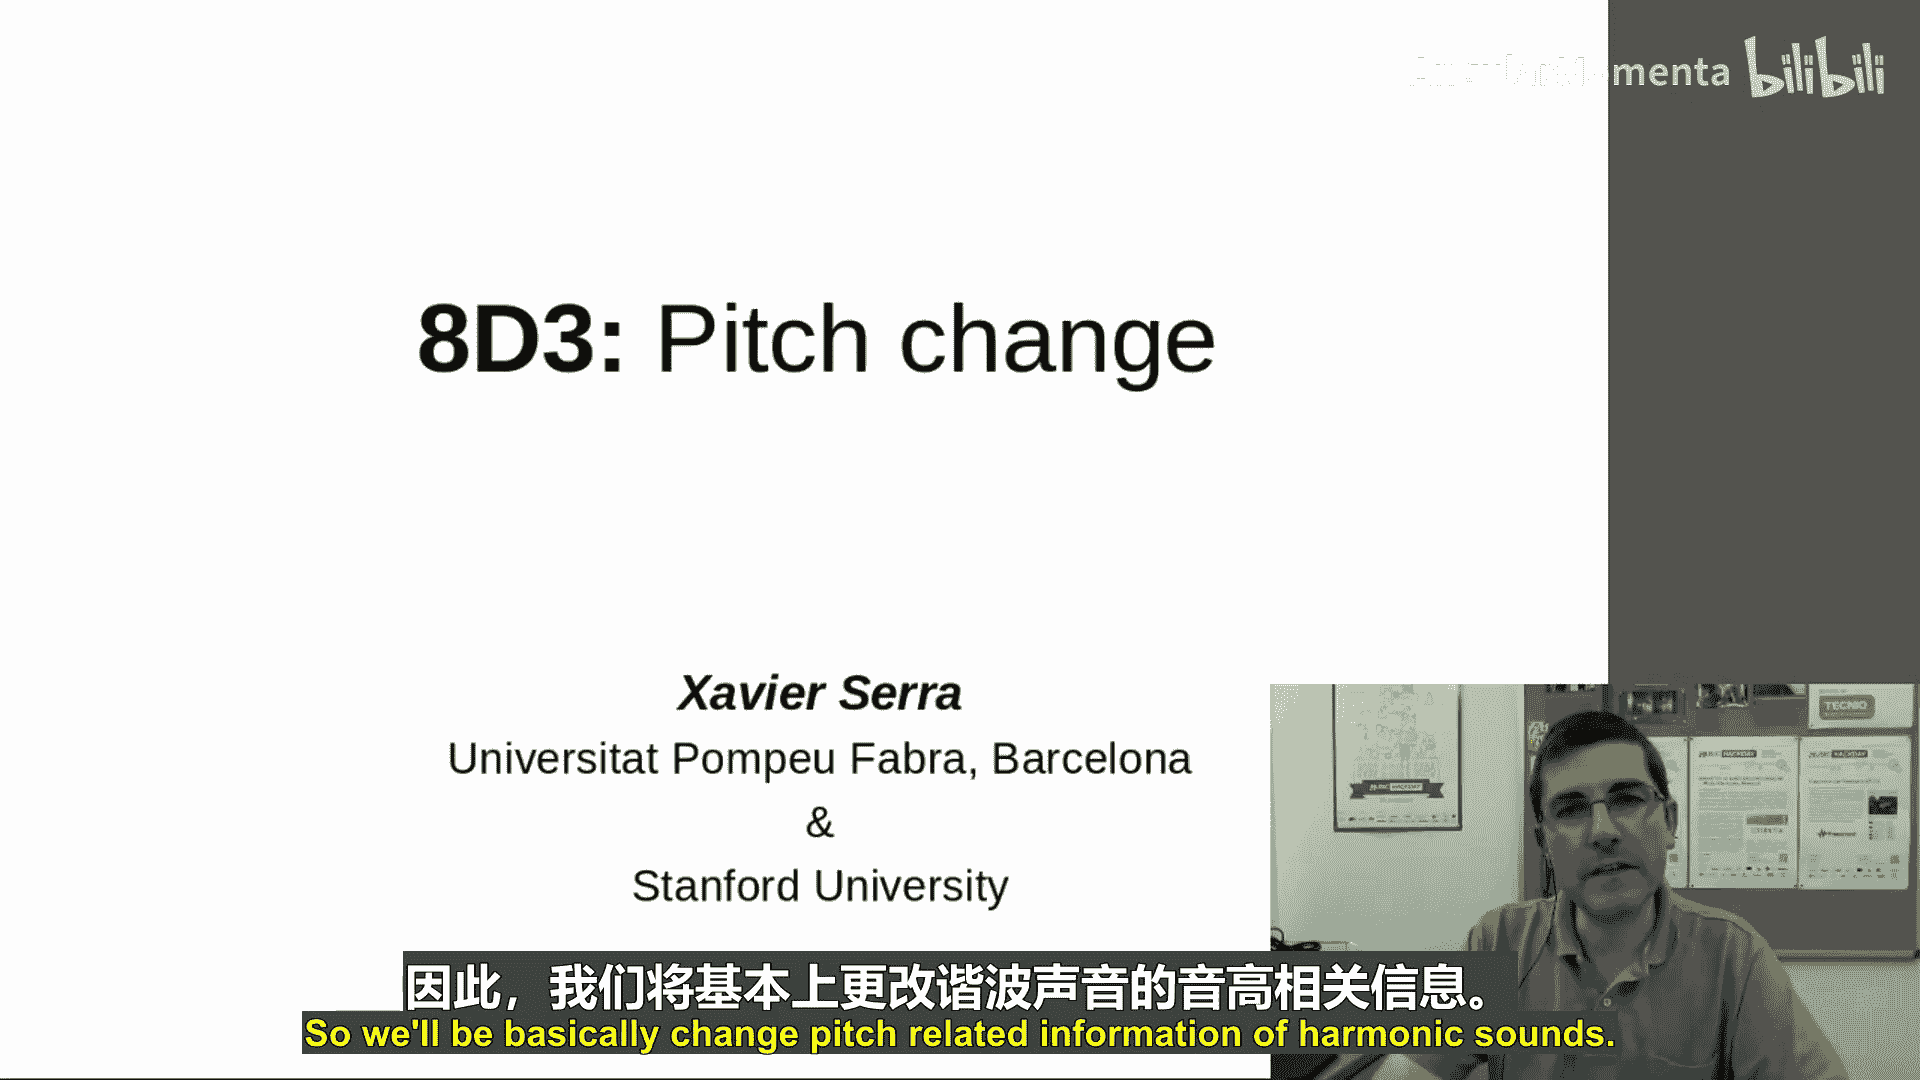 menta bilibili
8D3: Pitch change
Xavier Serra
Universitat Pompeu Fabra, Barcelona
&
Stanford University
TECNIO
因此，我们将基本上更改谐波声音的音高相关信息。
So we'll be basically change pitch related information of harmonic sounds.